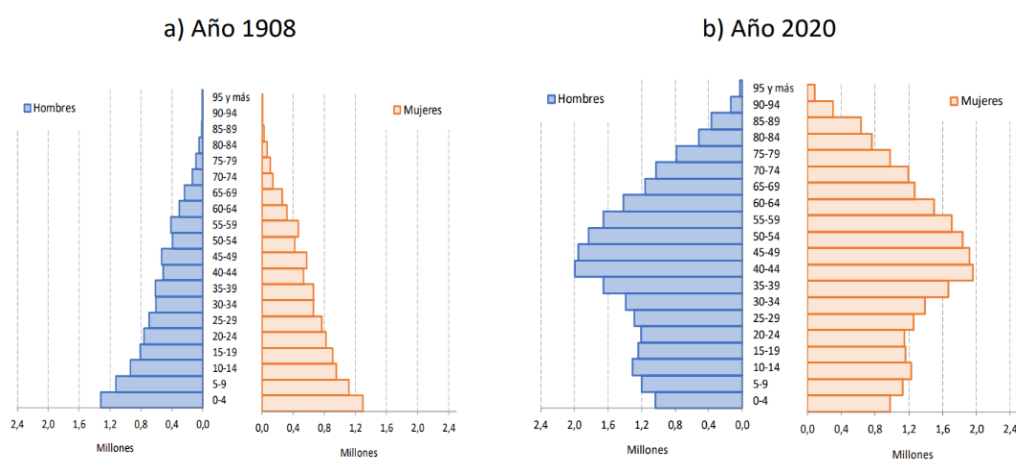 a) Año 1908
Hombres
Mujeres
95 y más
90-94
85-89
80-84
75-79
70-74
65-69
60-64
55-59
50-54
45-49
40-44
35-39
30-34
25-29
20-24
15-19
10-14
5-9
0-4
2,4 2,0 1,6 1,2 0,8 0,4 0,0
0,0 0,4 0,8 1,2 1,6 2,0 2,4
Millones
Millones
b) Año 2020
Hombres
Mujeres
95 y más
90-94
85-89
80-84
75-79
70-74
65-69
60-64
55-59
50-54
45-49
40-44
35-39
30-34
25-29
20-24
15-19
10-14
5-9
0-4
2,4 2,0 1,6 1,2 0,8 0,4 0,0
0,0 0,4 0,8 1,2 1,6 2,0 2,4
Millones
Millones